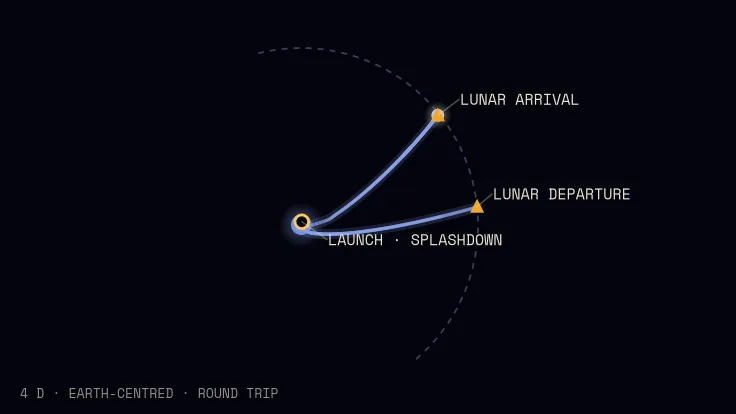 LUNAR ARRIVAL
LUNAR DEPARTURE
LAUNCH · SPLASHDOWN
4 D · EARTH-CENTRED · ROUND TRIP